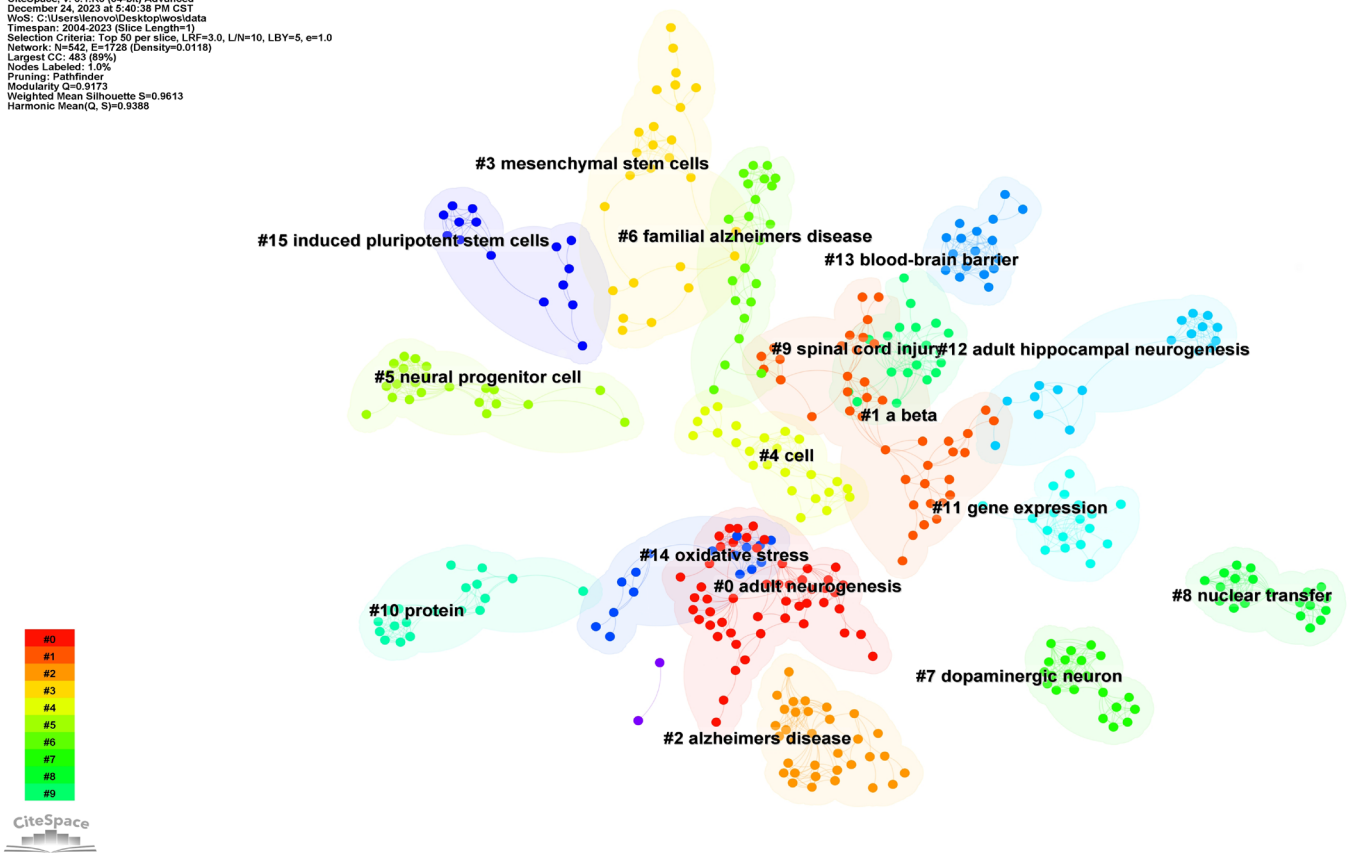 December 24, 2023 at 5:40:38 PM CST
WoS: C:\Users\lenovo\Desktop\wos\data
Timespan: 2004-2023 (Slice Length=1)
Selection Criteria: Top 50 per slice, LRF=3.0, L/N=10, LBY=5, e=1.0
Network: N=542, E=1728 (Density=0.0118)
Largest CC: 483 (89%)
Nodes Labeled: 1.0%
Pruning: Pathfinder
Modularity Q=0.9173
Weighted Mean Silhouette S=0.9613
Harmonic Mean(Q, S)=0.9388
#3 mesenchymal stem cells
#15 induced pluripotent stem cells
#6 familial alzheimers disease
#13 blood-brain barrier
#9 spinal cord injury
#12 adult hippocampal neurogenesis
#5 neural progenitor cell
#1 a beta
#4 cell
#11 gene expression
#14 oxidative stress
#0 adult neurogenesis
#8 nuclear transfer
#10 protein
#7 dopaminergic neuron
#2 alzheimers disease
#0
#1
#2
#3
#4
#5
#6
#7
#8
#9
CiteSpace